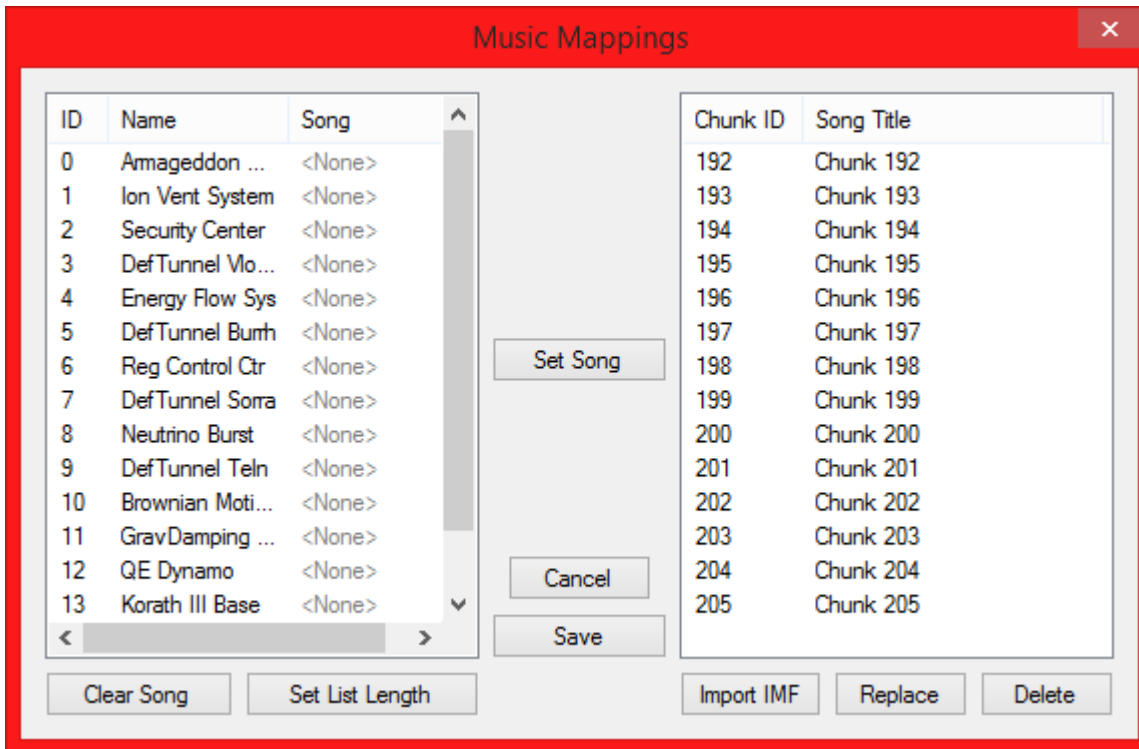 Music Mappings
ID Name Song
0 Armageddon ... <None>
1 Ion Vent System <None>
2 Security Center <None>
3 DefTunnel Vlo... <None>
4 Energy Flow Sys <None>
5 DefTunnel Burrh <None>
6 Reg Control Ctr <None>
7 DefTunnel Sorra <None>
8 Neutrino Burst <None>
9 DefTunnel Teln <None>
10 Brownian Moti... <None>
11 GravDamping ... <None>
12 QE Dynamo <None>
13 Korath III Base <None>
Clear Song
Set List Length
Set Song
Cancel
Save
Chunk ID Song Title
192 Chunk 192
193 Chunk 193
194 Chunk 194
195 Chunk 195
196 Chunk 196
197 Chunk 197
198 Chunk 198
199 Chunk 199
200 Chunk 200
201 Chunk 201
202 Chunk 202
203 Chunk 203
204 Chunk 204
205 Chunk 205
Import IMF
Replace
Delete